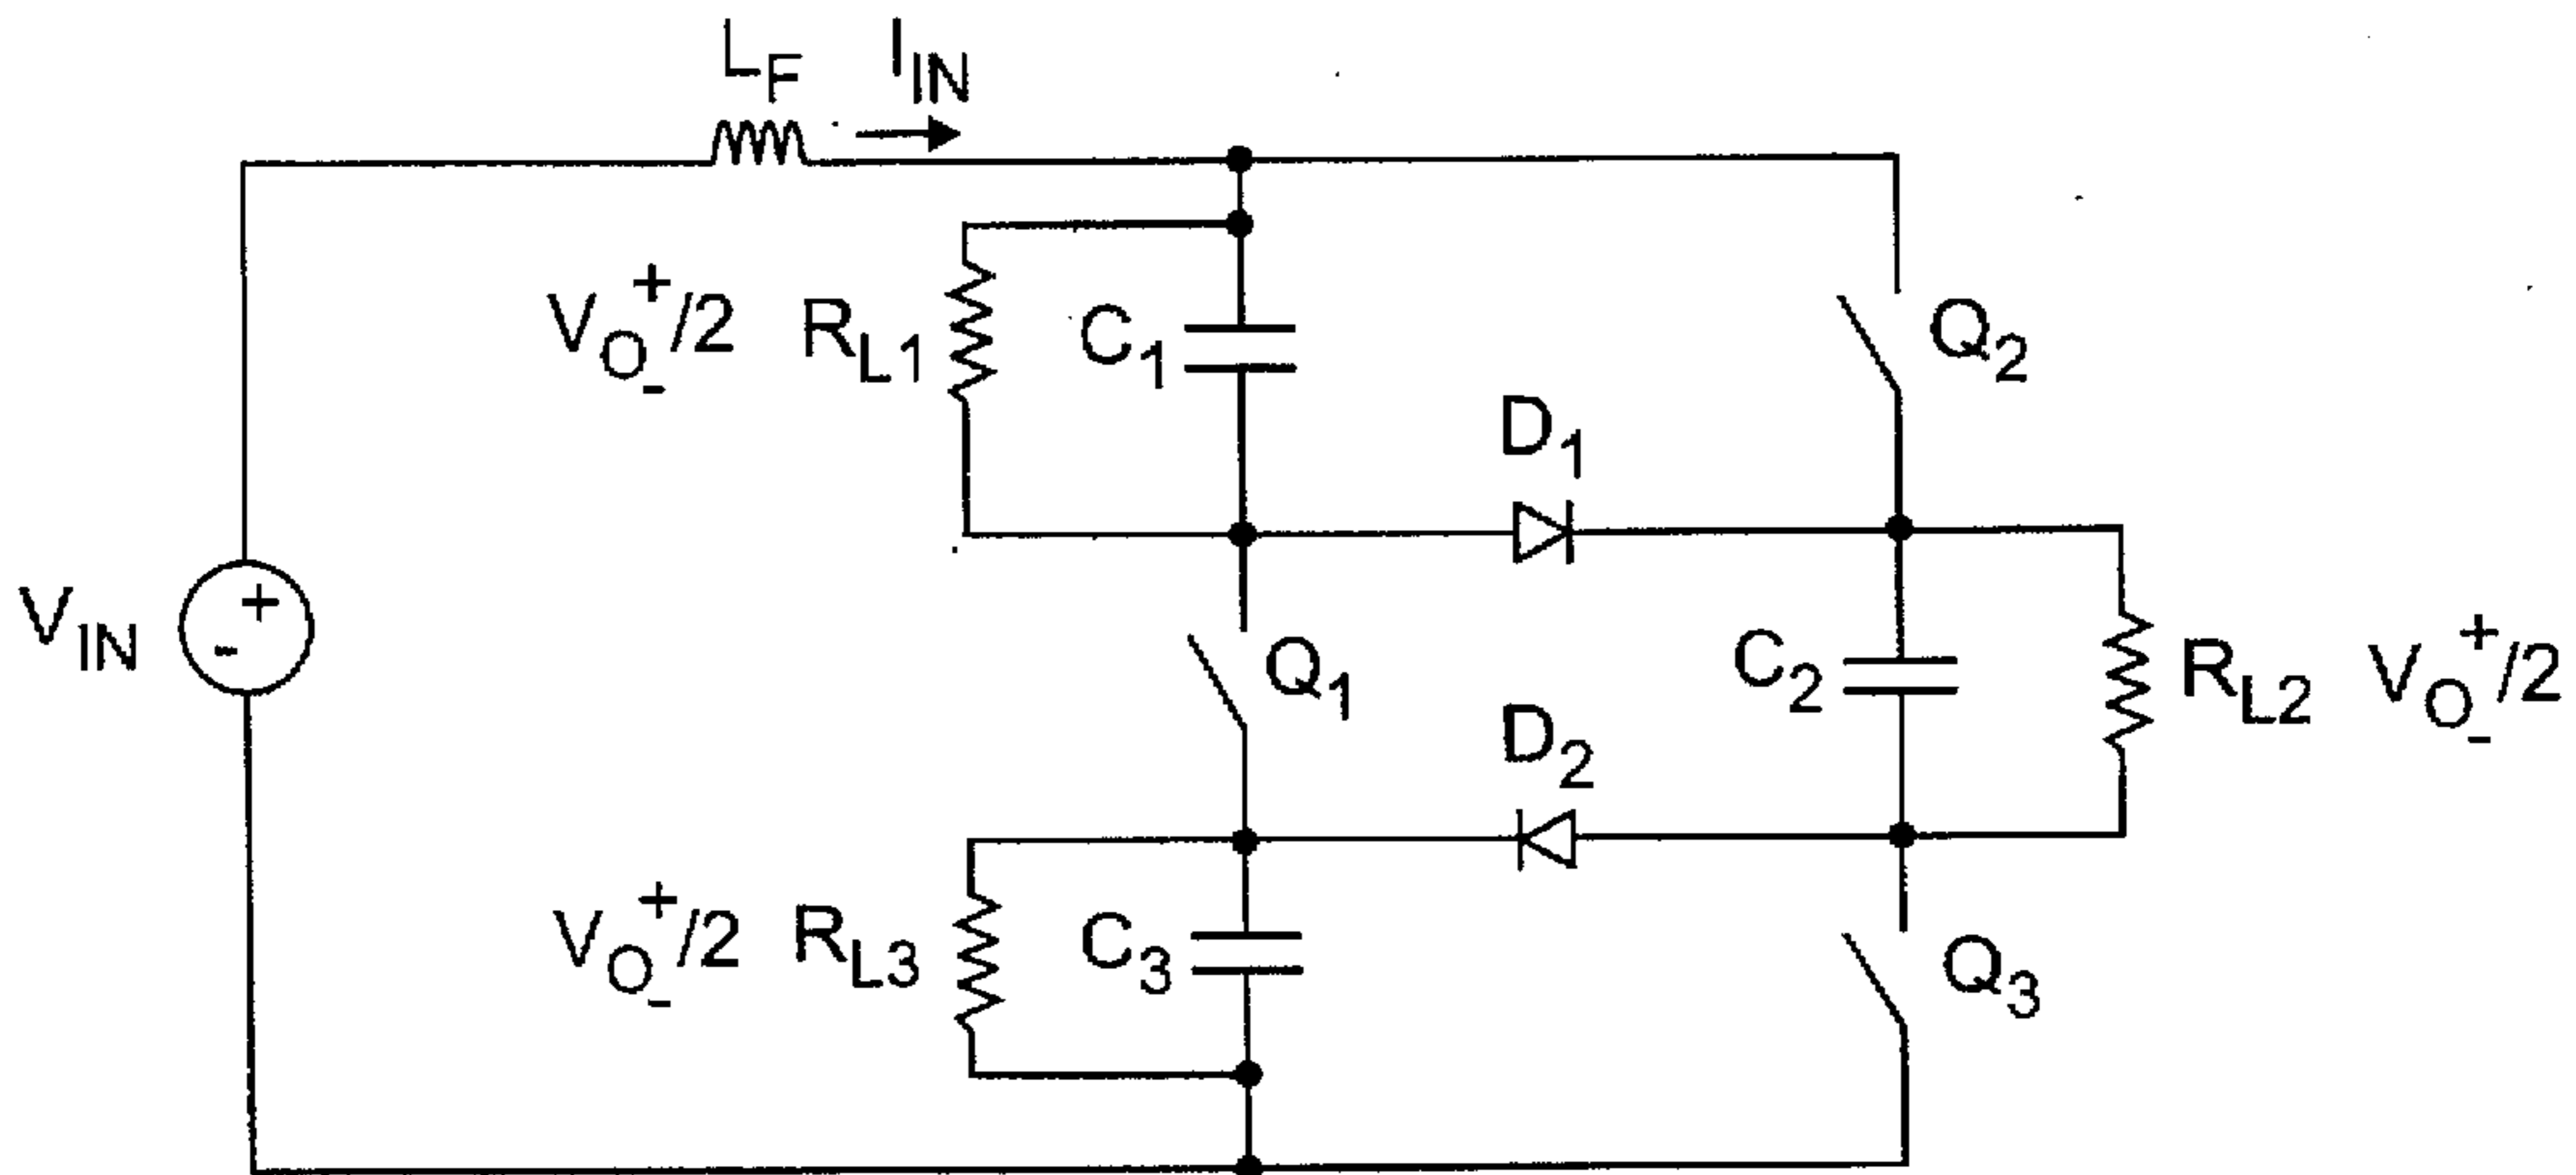 L_F I_IN
V_O^+_-/2 R_L1 C_1 Q_2
D_1
V_IN + - Q_1 C_2 R_L2 V_O^+_-/2
D_2
V_O^+_-/2 R_L3 C_3 Q_3